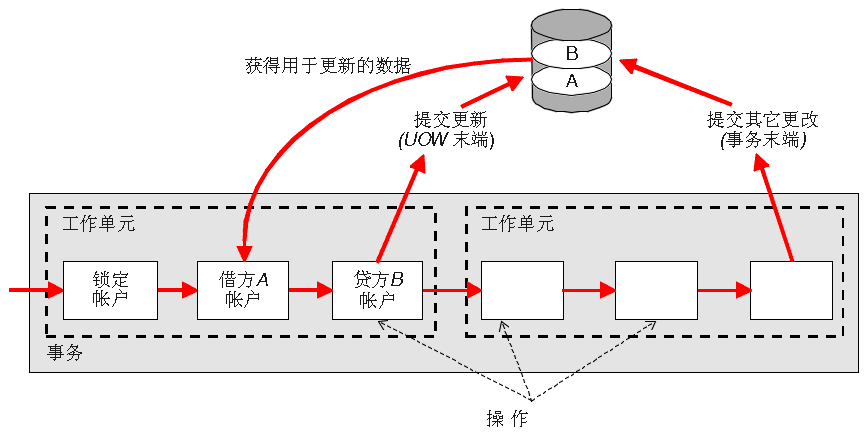 B
A
获得用于更新的数据
提交更新
(UOW 末端)
提交其它更改
(事务末端)
工作单元
工作单元
锁定
帐户
借方A
帐户
贷方B
帐户
事务
操 作